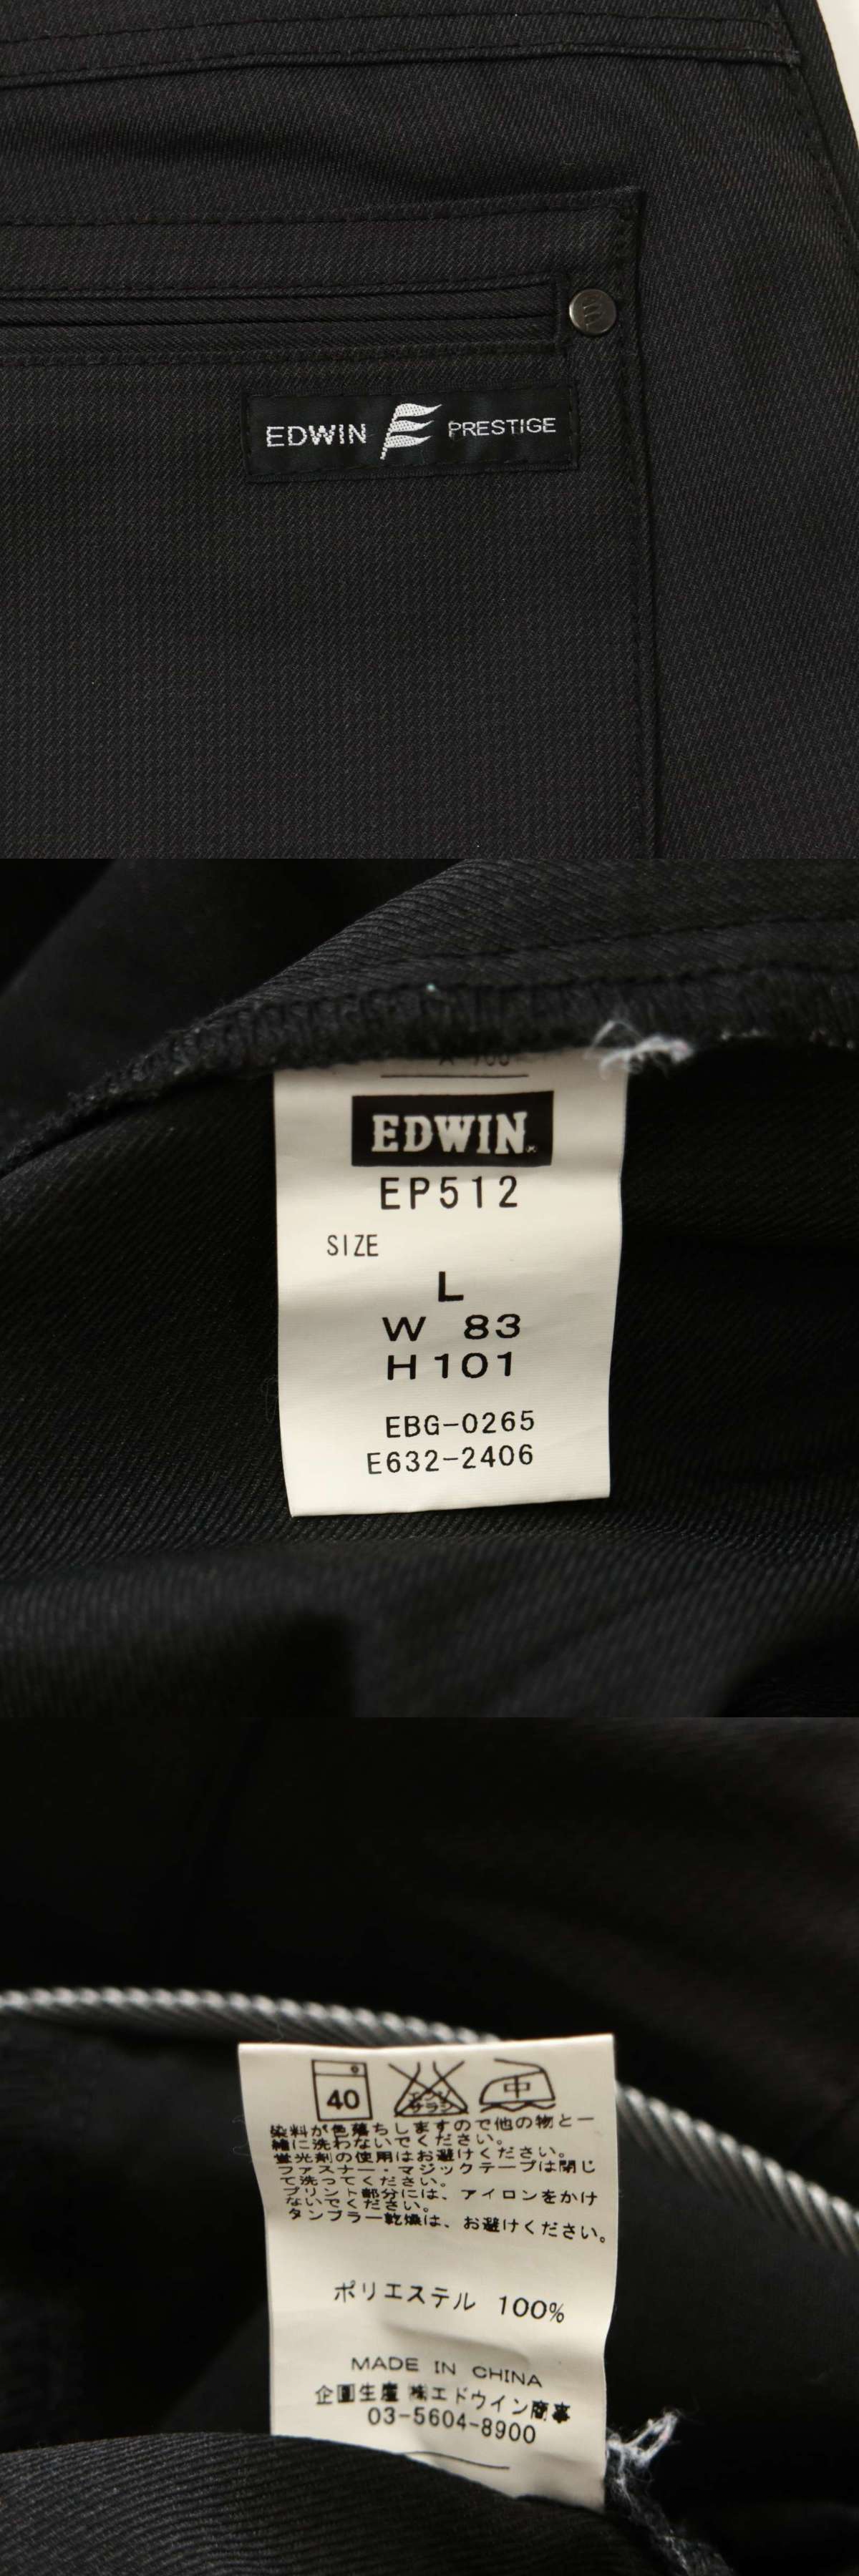 EDWIN PRESTIGE
EDWIN
EP512
SIZE
L
W 83
H101
EBG-0265
E632-2406
40
エンソ
サラシ
中
染料が色落ちしますので他の物と一
緒に洗わないでください。
蛍光剤の使用はお避けください。
ファスナー・マジックテープは閉じ
て洗ってください。
プリント部分には、アイロンをかけ
ないでください。
タンブラー乾燥は、お避けください。
ポリエステル 100%
MADE IN CHINA
企画生産 ㈱エドウイン商事
03-5604-8900